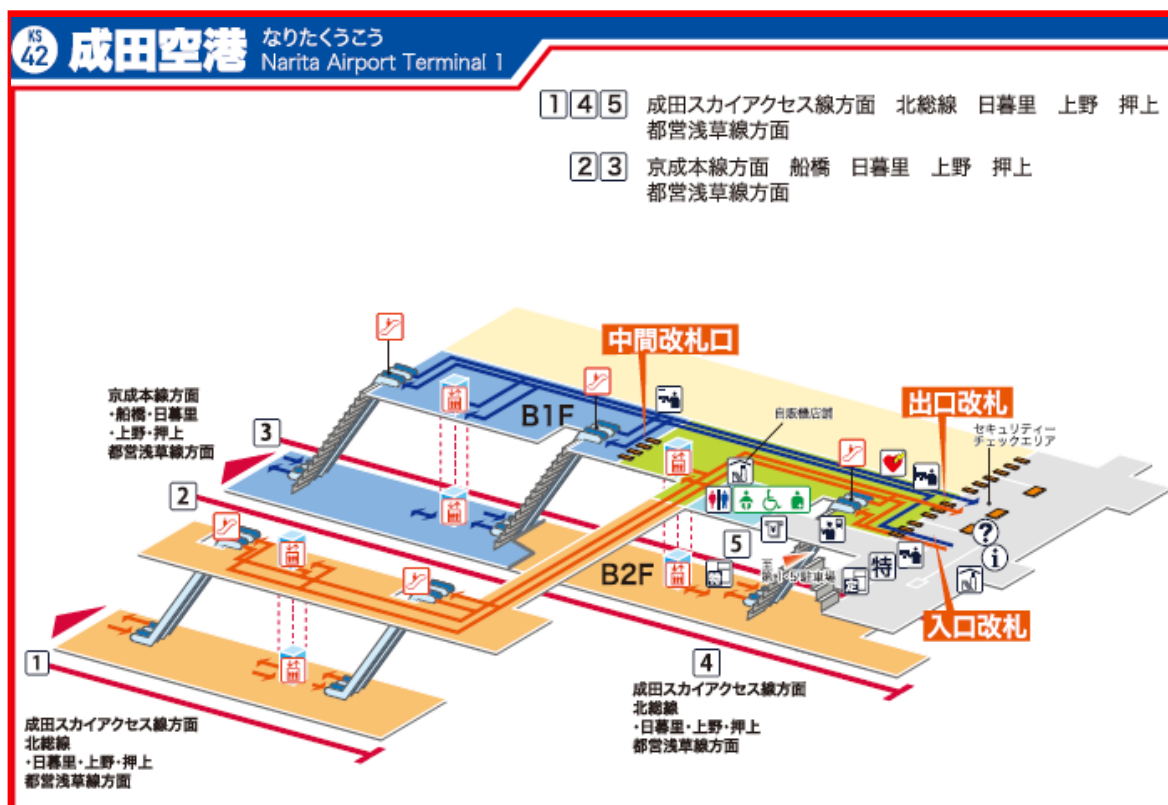 KS
42
成田空港
なりたくうこう
Narita Airport Terminal 1
1 4 5 成田スカイアクセス線方面 北総線 日暮里 上野 押上
都営浅草線方面
2 3 京成本線方面 船橋 日暮里 上野 押上
都営浅草線方面
中間改札口
京成本線方面
・船橋・日暮里
・上野・押上
都営浅草線方面
B1F
自販機店舗
出口改札
セキュリティー
チェックエリア
3
2
5
B2F
至
第1・5駐車場
特
?
i
入口改札
1
4
成田スカイアクセス線方面
北総線
・日暮里・上野・押上
都営浅草線方面
成田スカイアクセス線方面
北総線
・日暮里・上野・押上
都営浅草線方面